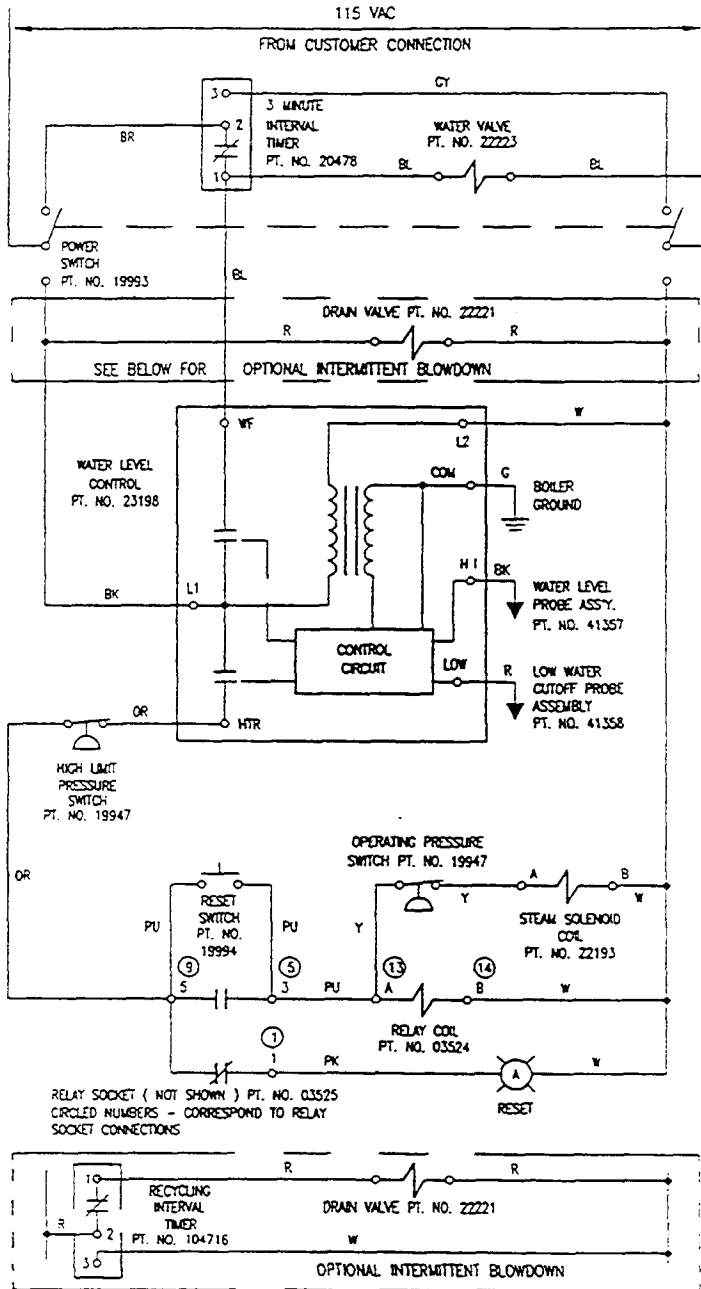 115 VAC
FROM CUSTOMER CONNECTION
3
3 MINUTE
INTERVAL
TIMER
PT. NO. 20478
GY
2
BR
WATER VALVE
PT. NO. 22223
1
BL
BL
POWER
SWITCH
PT. NO. 19993
BL
DRAIN VALVE PT. NO. 22221
R
R
SEE BELOW FOR OPTIONAL INTERMITTENT BLOWDOWN
WF
L2
W
WATER LEVEL
CONTROL
PT. NO. 23198
COM
G
BOILER
GROUND
H I
BK
WATER LEVEL
PROBE ASS'Y.
PT. NO. 41357
BK
L1
CONTROL
CIRCUIT
LOW
R
LOW WATER
CUTOFF PROBE
ASSEMBLY
PT. NO. 41358
OR
HTR
HIGH LIMIT
PRESSURE
SWITCH
PT. NO. 19947
OPERATING PRESSURE
SWITCH PT. NO. 19947
OR
A
B
Y
W
RESET
SWITCH
PT. NO.
19994
PU
PU
Y
STEAM SOLENOID
COIL
PT. NO. 22193
9
5
13
14
5
3
PU
A
B
W
RELAY COIL
PT. NO. 03524
1
1
PK
A
W
RESET
RELAY SOCKET ( NOT SHOWN ) PT. NO. 03525
CIRCLED NUMBERS - CORRESPOND TO RELAY
SOCKET CONNECTIONS
1
R
R
RECYCLING
INTERVAL
TIMER
PT. NO. 104716
DRAIN VALVE PT. NO. 22221
R
2
W
3
OPTIONAL INTERMITTENT BLOWDOWN